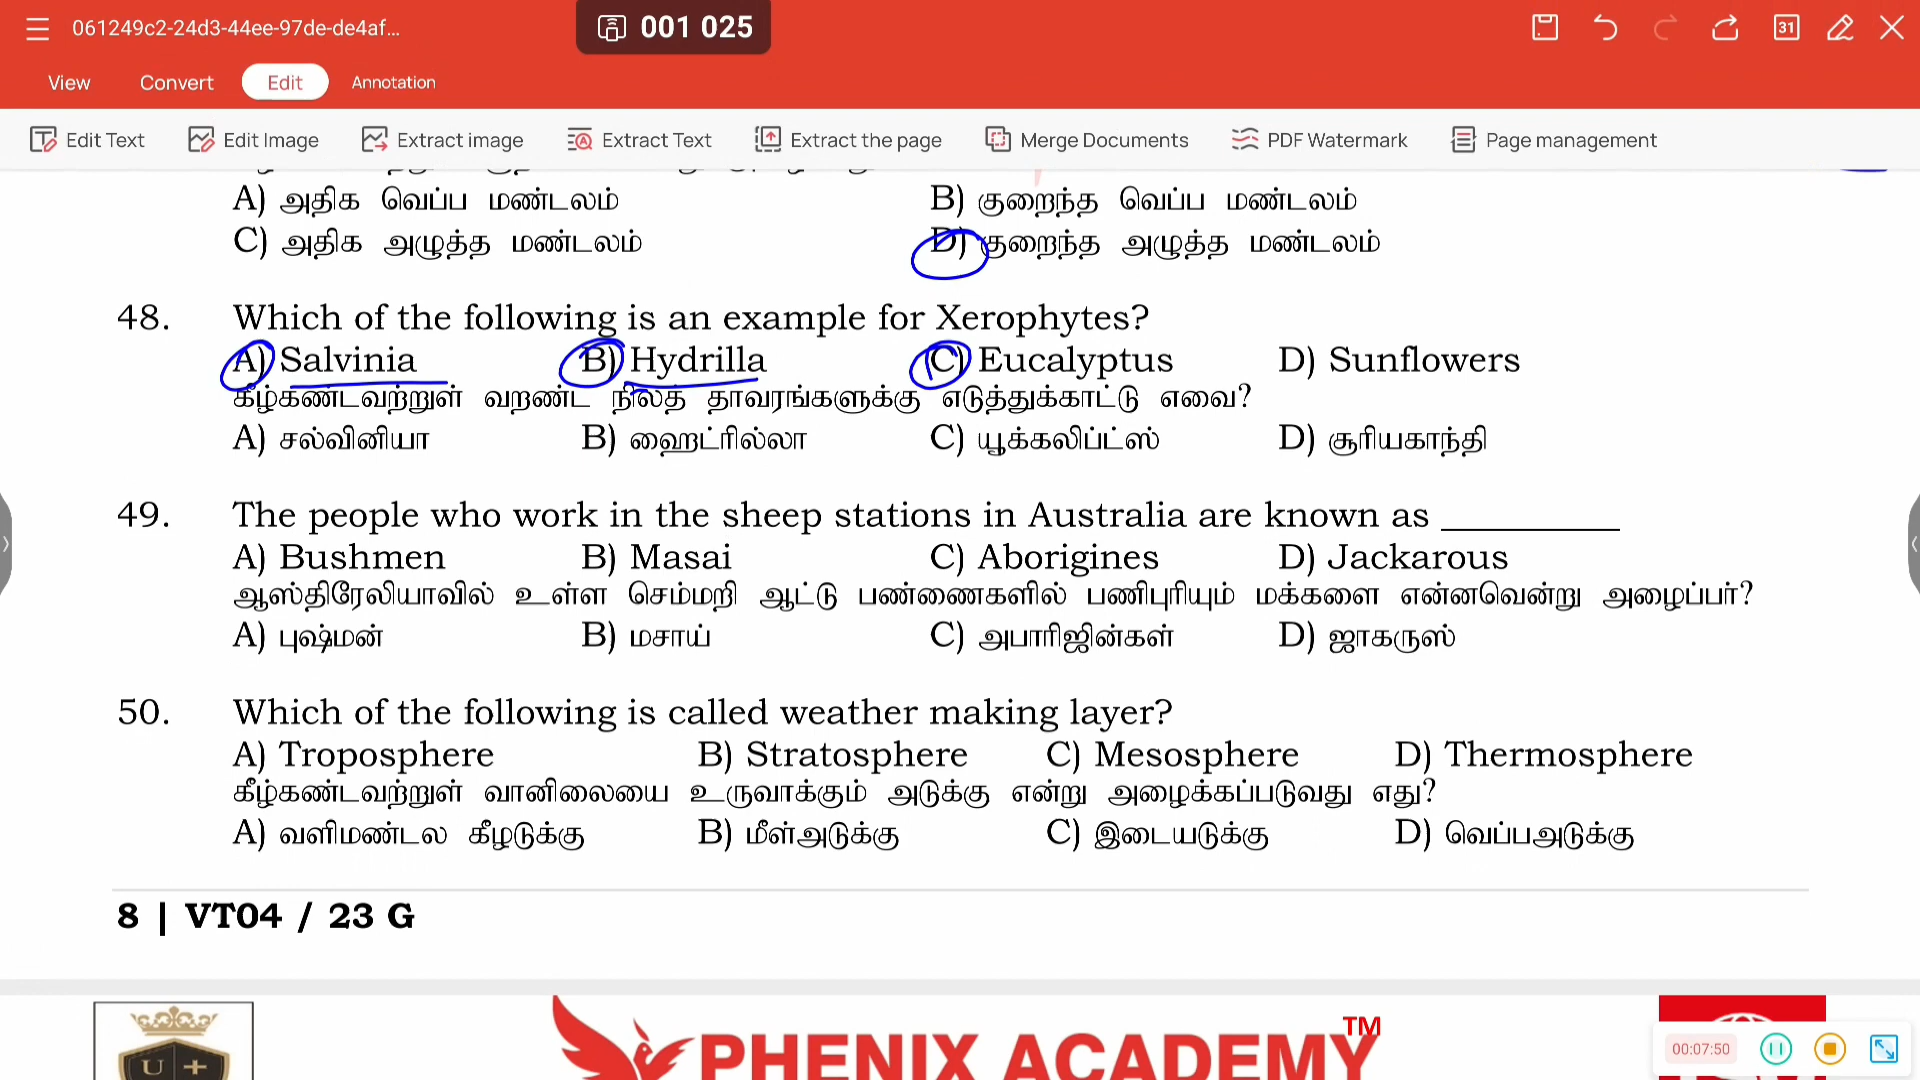 061249c2-24d3-44ee-97de-de4af...
001 025
31
View Convert Edit Annotation
Edit Text Edit Image Extract image Extract Text Extract the page Merge Documents PDF Watermark Page management
A) அதிக வெப்ப மண்டலம் B) குறைந்த வெப்ப மண்டலம்
C) அதிக அழுத்த மண்டலம் D) குறைந்த அழுத்த மண்டலம்
48. Which of the following is an example for Xerophytes?
A) Salvinia B) Hydrilla C) Eucalyptus D) Sunflowers
கீழ்கண்டவற்றுள் வறண்ட நிலத் தாவரங்களுக்கு எடுத்துக்காட்டு எவை?
A) சல்வினியா B) ஹைட்ரில்லா C) யூக்கலிப்ட்ஸ் D) சூரியகாந்தி
49. The people who work in the sheep stations in Australia are known as __________
A) Bushmen B) Masai C) Aborigines D) Jackarous
ஆஸ்திரேலியாவில் உள்ள செம்மறி ஆட்டு பண்ணைகளில் பணிபுரியும் மக்களை என்னவென்று அழைப்பர்?
A) புஷ்மன் B) மசாய் C) அபாரிஜின்கள் D) ஜாகருஸ்
50. Which of the following is called weather making layer?
A) Troposphere B) Stratosphere C) Mesosphere D) Thermosphere
கீழ்கண்டவற்றுள் வானிலையை உருவாக்கும் அடுக்கு என்று அழைக்கப்படுவது எது?
A) வளிமண்டல கீழடுக்கு B) மீள்அடுக்கு C) இடையடுக்கு D) வெப்பஅடுக்கு
8 | VT04 / 23 G
U +
PHENIX ACADEMY TM
00:07:50